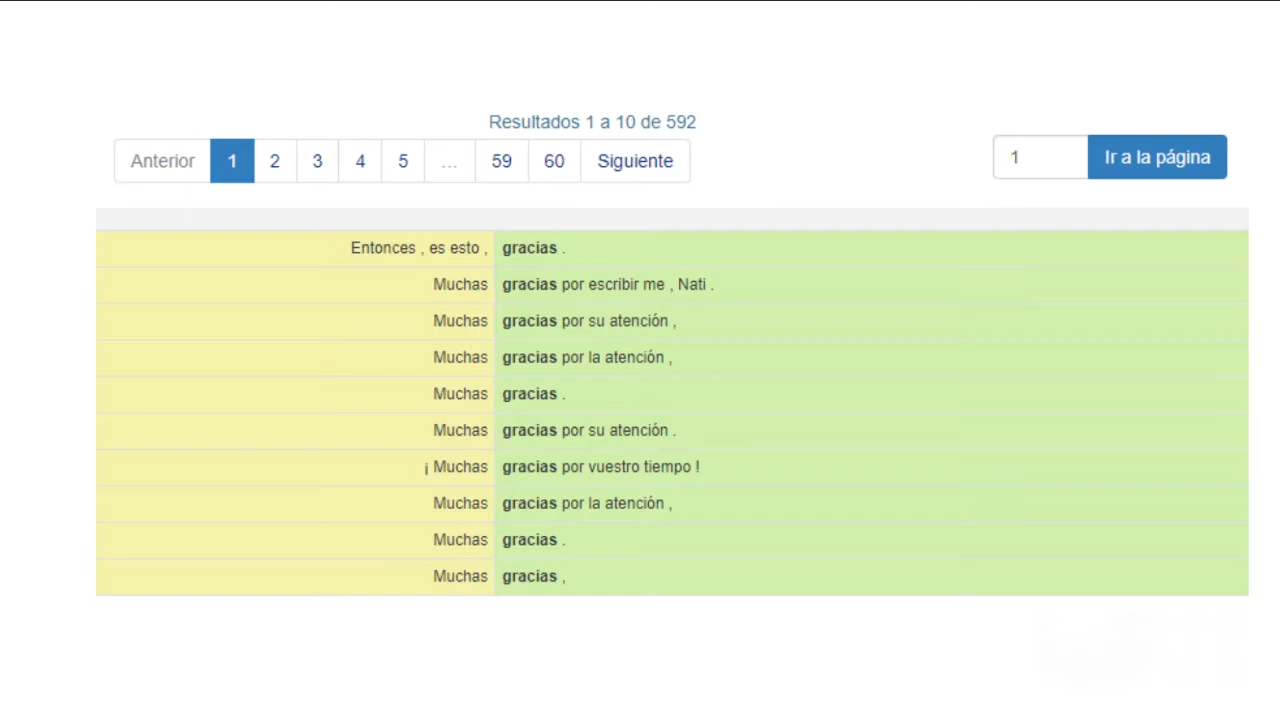 Resultados 1 a 10 de 592
Anterior 1 2 3 4 5 ... 59 60 Siguiente 1 Ir a la página
Entonces , es esto , gracias .
Muchas gracias por escribir me , Nati .
Muchas gracias por su atención ,
Muchas gracias por la atención ,
Muchas gracias .
Muchas gracias por su atención .
¡ Muchas gracias por vuestro tiempo !
Muchas gracias por la atención ,
Muchas gracias .
Muchas gracias ,